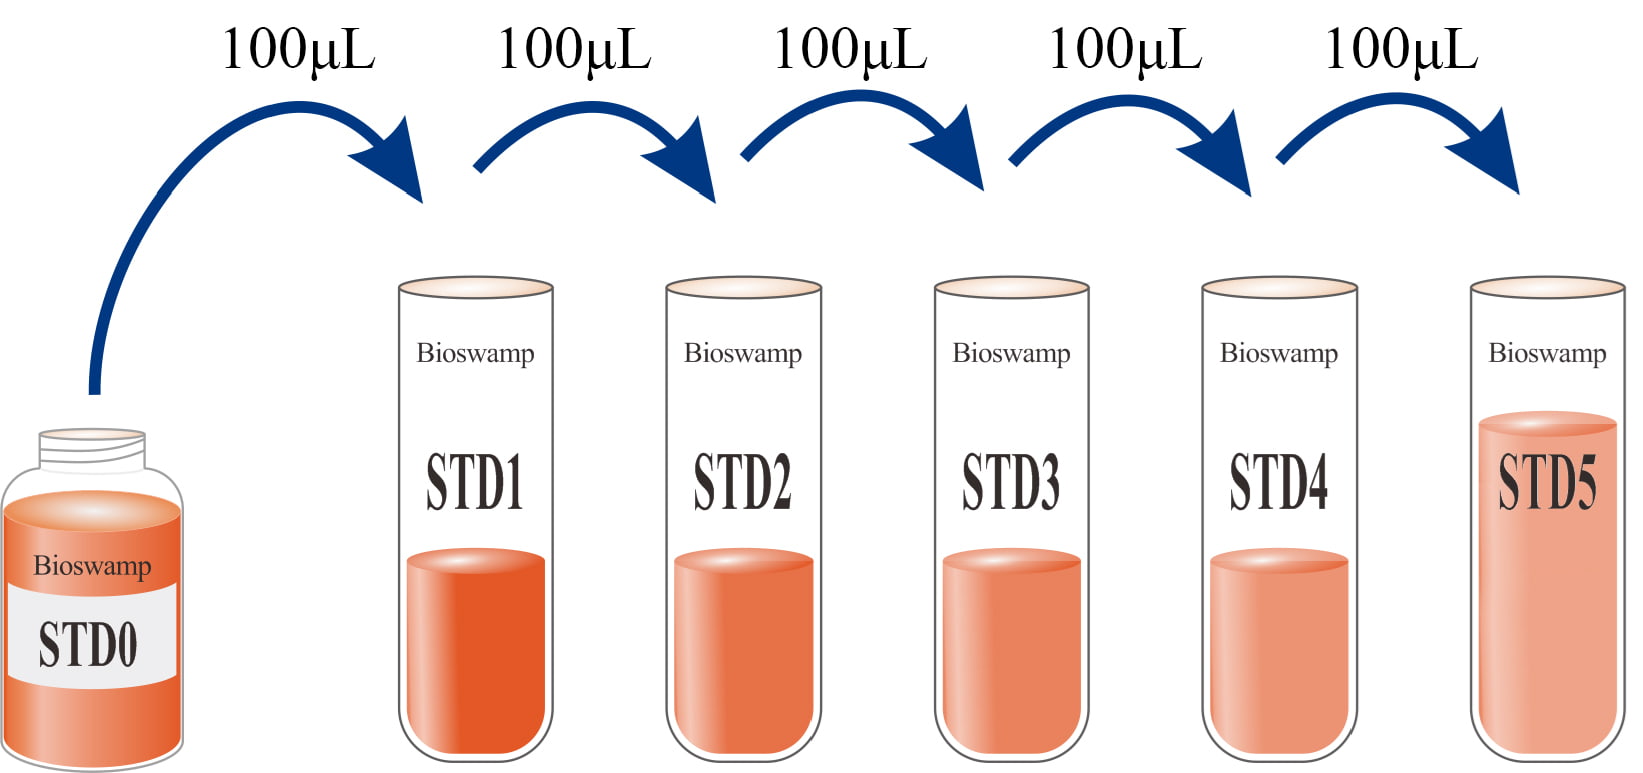 100μL 100μL 100μL 100μL 100μL
Bioswamp Bioswamp Bioswamp Bioswamp Bioswamp
STD1 STD2 STD3 STD4 STD5
Bioswamp
STD0